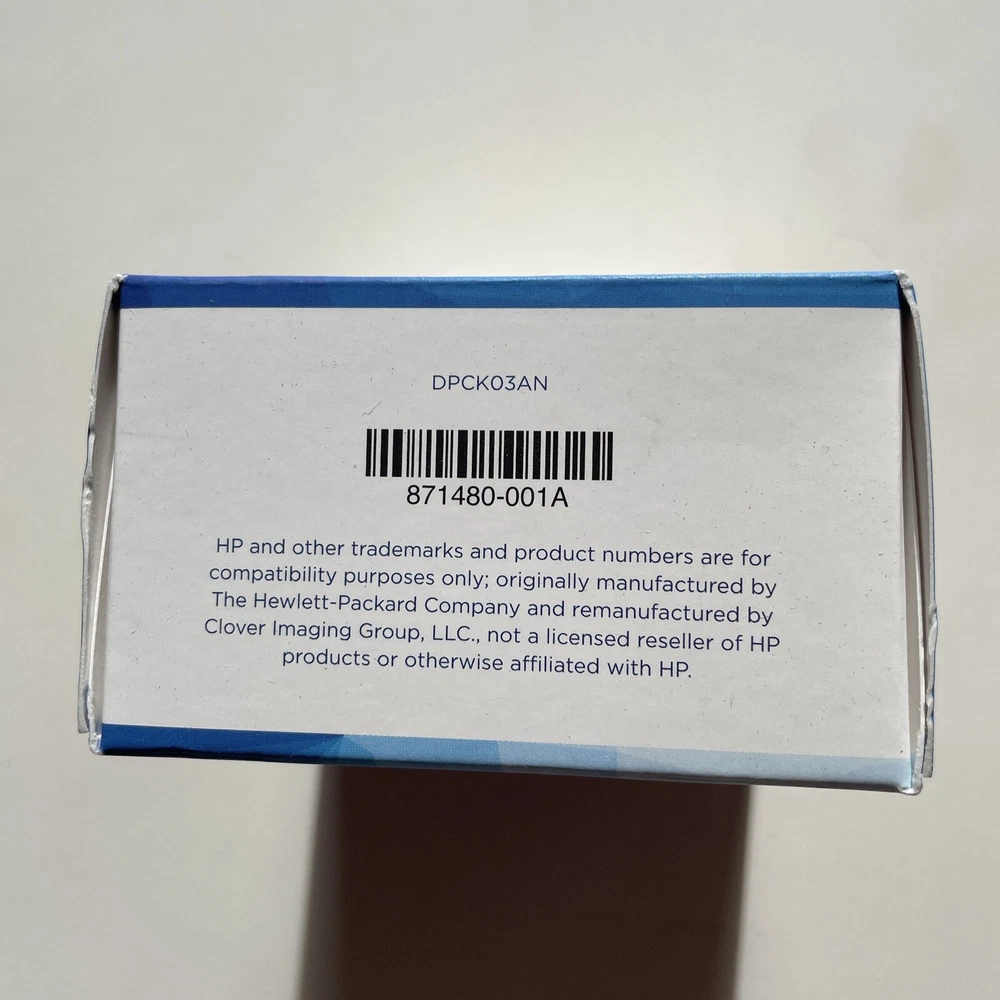 DPCK03AN
871480-001A
HP and other trademarks and product numbers are for
compatibility purposes only; originally manufactured by
The Hewlett-Packard Company and remanufactured by
Clover Imaging Group, LLC., not a licensed reseller of HP
products or otherwise affiliated with HP.